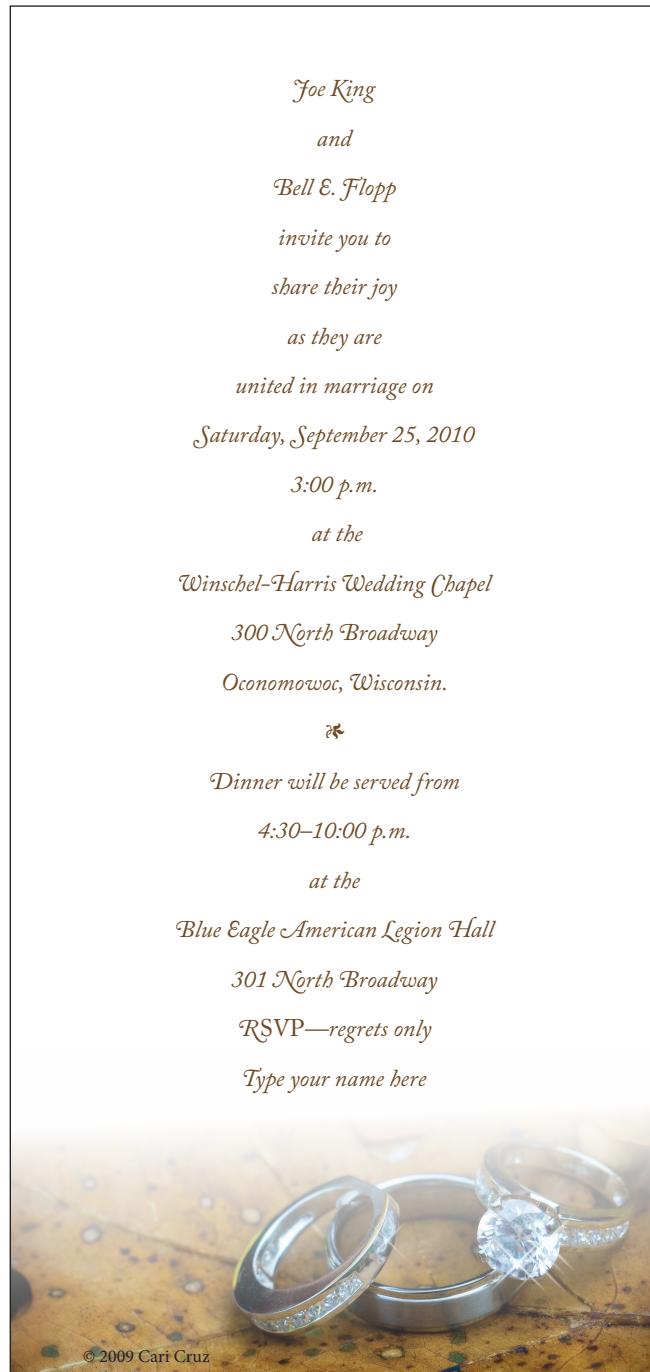 Joe King
and
Bell E. Flopp
invite you to
share their joy
as they are
united in marriage on
Saturday, September 25, 2010
3:00 p.m.
at the
Winschel-Harris Wedding Chapel
300 North Broadway
Oconomowoc, Wisconsin.
Dinner will be served from
4:30–10:00 p.m.
at the
Blue Eagle American Legion Hall
301 North Broadway
RSVP—regrets only
Type your name here
© 2009 Cari Cruz